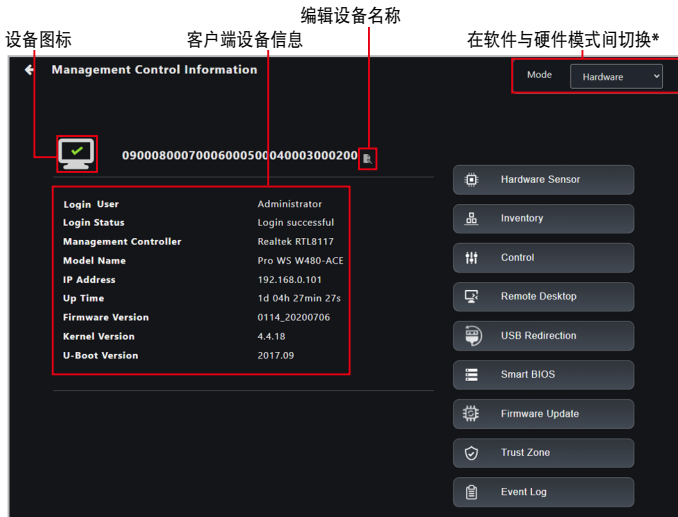 编辑设备名称
设备图标
客户端设备信息
在软件与硬件模式间切换*
Management Control Information
Mode
Hardware
09000800070006000500040003000200
Login User Administrator
Login Status Login successful
Management Controller Realtek RTL8117
Model Name Pro WS W480-ACE
IP Address 192.168.0.101
Up Time 1d 04h 27min 27s
Firmware Version 0114_20200706
Kernel Version 4.4.18
U-Boot Version 2017.09
Hardware Sensor
Inventory
Control
Remote Desktop
USB Redirection
Smart BIOS
Firmware Update
Trust Zone
Event Log